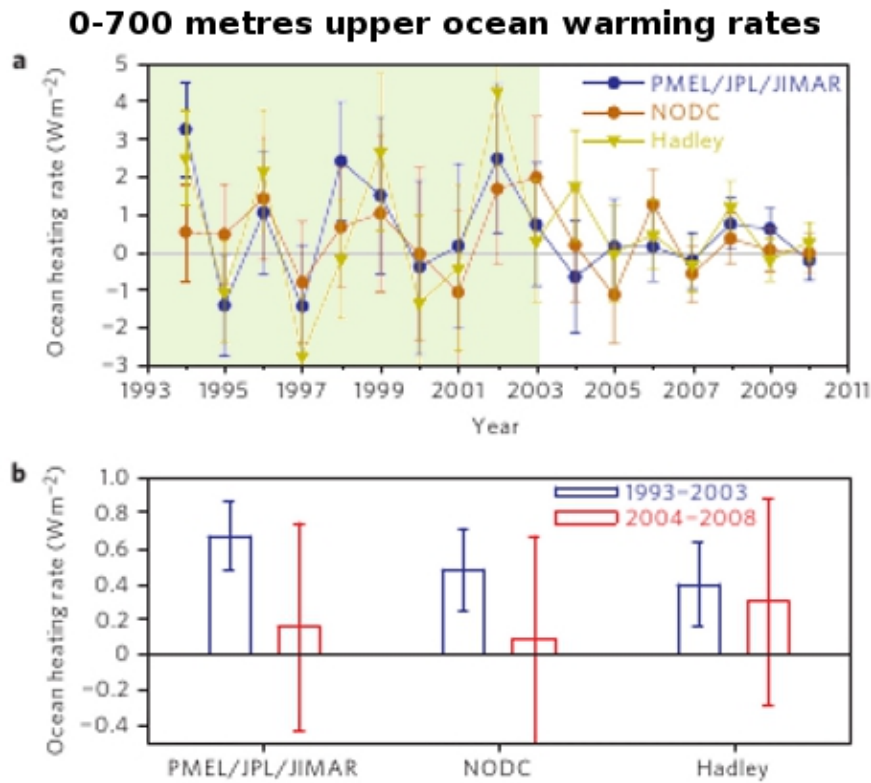 0-700 metres upper ocean warming rates
a
Ocean heating rate (Wm⁻²)
5
4
3
2
1
0
−1
−2
−3
PMEL/JPL/JIMAR
NODC
Hadley
1993 1995 1997 1999 2001 2003 2005 2007 2009 2011
Year
b
Ocean heating rate (Wm⁻²)
1.0
0.8
0.6
0.4
0.2
0
−0.2
−0.4
1993–2003
2004–2008
PMEL/JPL/JIMAR NODC Hadley